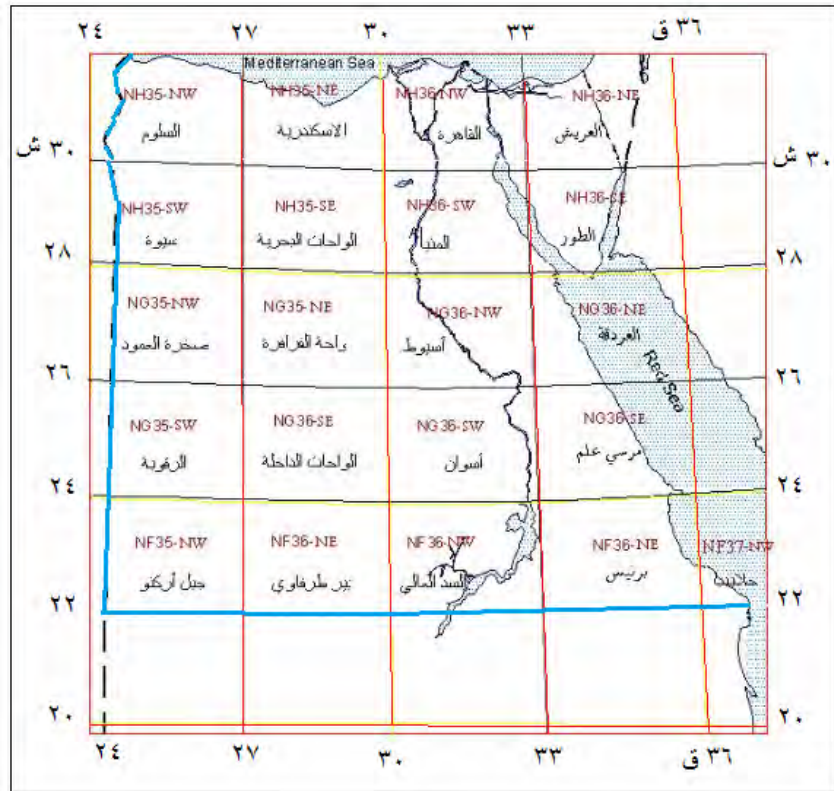 ٢٤ ٢٧ ٣٠ ٣٣ ٣٦ ق
Mediterranean Sea
NH35-NW NH35-NE NH36-NW NH36-NE
السلوم الاسكندرية القاهرة العريش
٣٠ ش ٣٠ ش
NH35-SW NH35-SE NH36-SW NH36-SE
سيوة الواحات البحرية المنيا الطور
٢٨ ٢٨
NG35-NW NG35-NE NG36-NW NG36-NE
صخرة العمود واحة الفرافرة أسيوط الغردقة
Red Sea
٢٦ ٢٦
NG35-SW NG36-SE NG36-SW NG36-SE
الواحات الداخلة أسوان مرسي علم
٢٤ ٢٤
NF35-NW NF36-NE NF36-NW NF36-NE NF37-NW
جبل أركنو بير طرفاوي السد العالي برنيس حلايب
٢٢ ٢٢
٢٠ ٢٠
٢٤ ٢٧ ٣٠ ٣٣ ٣٦ ق